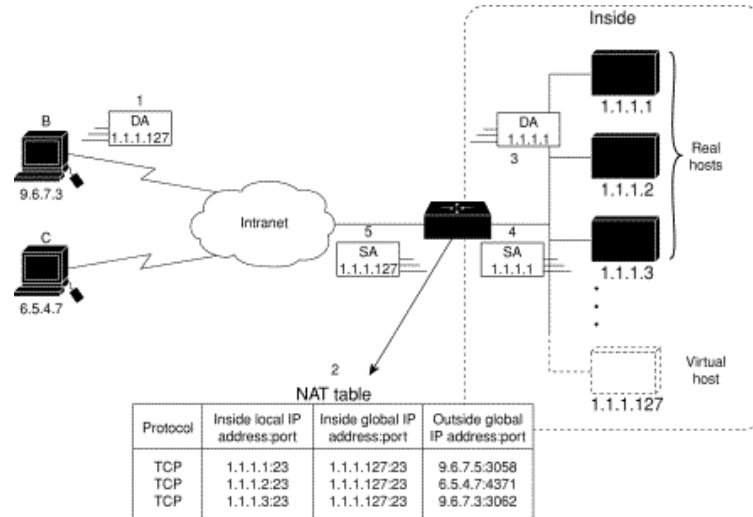 Inside
1
DA
1.1.1.127
B
9.6.7.3
C
6.5.4.7
Intranet
DA
1.1.1.1
3
1.1.1.1
1.1.1.2
1.1.1.3
Real
hosts
5
SA
1.1.1.127
4
SA
1.1.1.1
Virtual
host
1.1.1.127
2
NAT table
Protocol Inside local IP address:port Inside global IP address:port Outside global IP address:port
TCP 1.1.1.1:23 1.1.1.127:23 9.6.7.5:3058
TCP 1.1.1.2:23 1.1.1.127:23 6.5.4.7:4371
TCP 1.1.1.3:23 1.1.1.127:23 9.6.7.3:3062